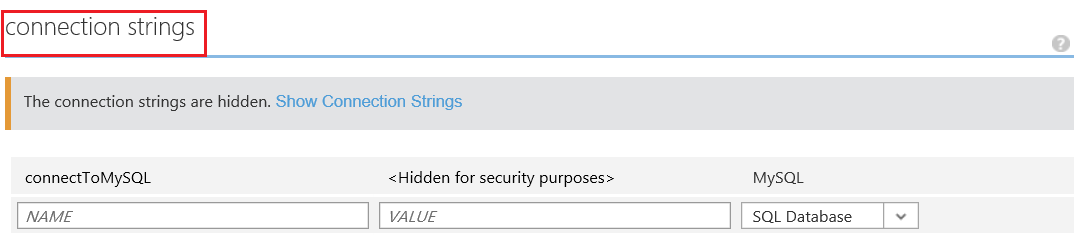 connection strings
?
The connection strings are hidden. Show Connection Strings
connectToMySQL <Hidden for security purposes> MySQL
NAME VALUE SQL Database